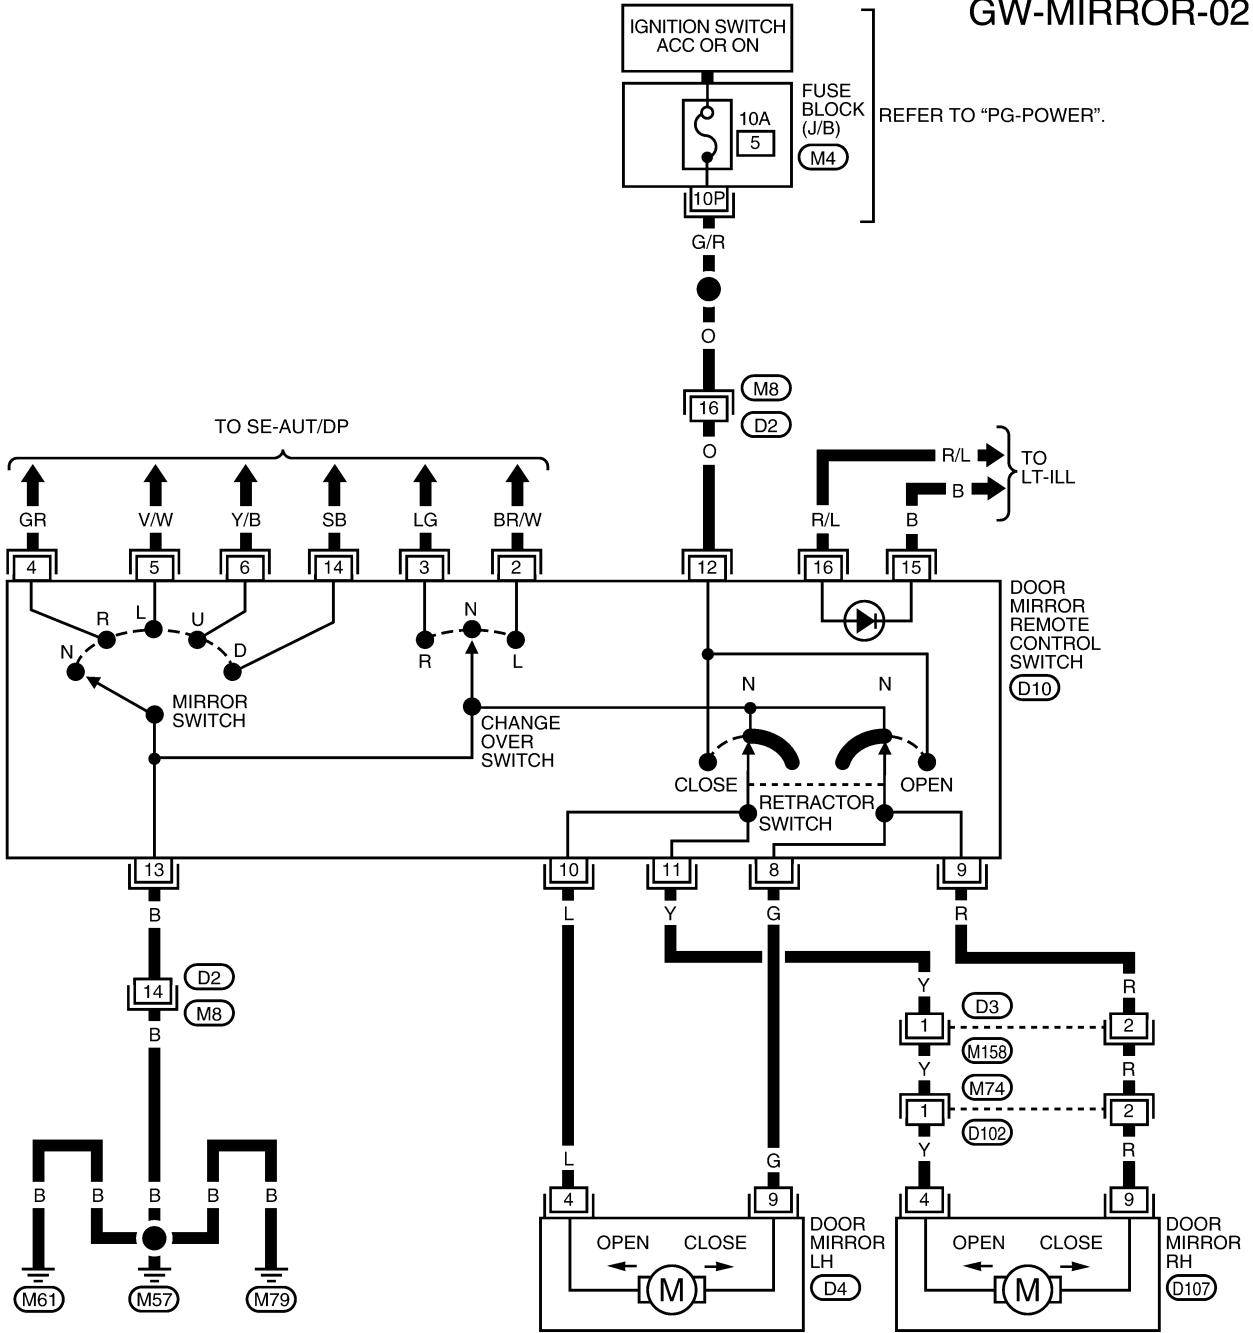 GW-MIRROR-02
IGNITION SWITCH
ACC OR ON
FUSE
BLOCK
(J/B)
M4
10A
5
REFER TO “PG-POWER”.
10P
G/R
O
M8
16
D2
O
TO SE-AUT/DP
GR
V/W
Y/B
SB
LG
BR/W
R/L
B
TO
LT-ILL
R/L
B
4
5
6
14
3
2
12
16
15
DOOR
MIRROR
REMOTE
CONTROL
SWITCH
D10
N
R
L
U
D
MIRROR
SWITCH
R
N
L
CHANGE
OVER
SWITCH
N
N
CLOSE
OPEN
RETRACTOR
SWITCH
13
10
11
8
9
B
L
Y
G
R
14
D2
M8
B
Y
R
1
D3
M158
2
Y
R
1
M74
D102
2
Y
R
L
G
B
B
B
B
B
M61
M57
M79
4
9
OPEN
CLOSE
M
DOOR
MIRROR
LH
D4
4
9
OPEN
CLOSE
M
DOOR
MIRROR
RH
D107